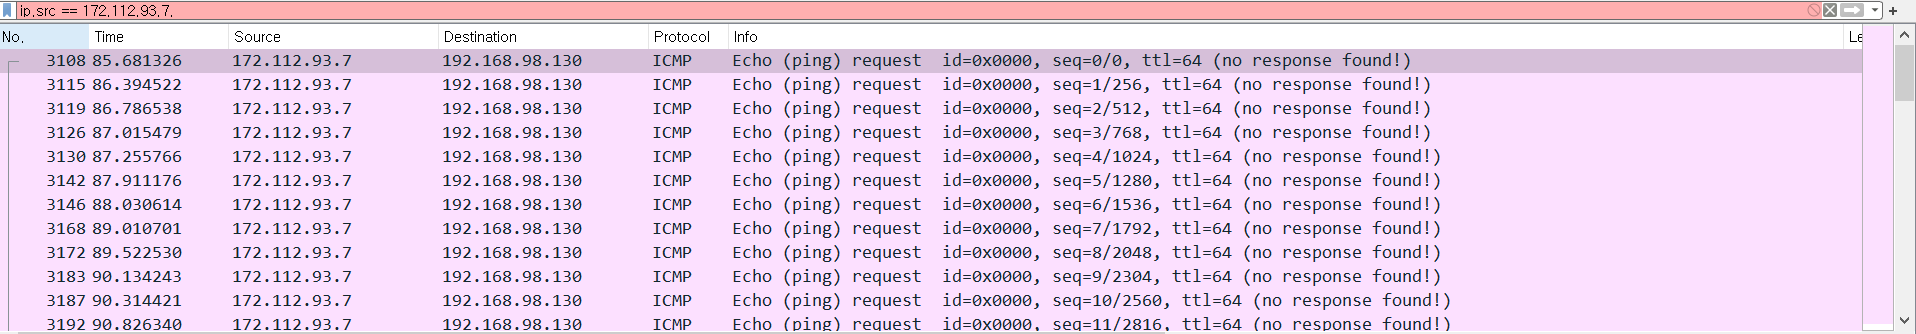 ip.src == 172.112.93.7.
No. Time Source Destination Protocol Info Le
3108 85.681326 172.112.93.7 192.168.98.130 ICMP Echo (ping) request id=0x0000, seq=0/0, ttl=64 (no response found!)
3115 86.394522 172.112.93.7 192.168.98.130 ICMP Echo (ping) request id=0x0000, seq=1/256, ttl=64 (no response found!)
3119 86.786538 172.112.93.7 192.168.98.130 ICMP Echo (ping) request id=0x0000, seq=2/512, ttl=64 (no response found!)
3126 87.015479 172.112.93.7 192.168.98.130 ICMP Echo (ping) request id=0x0000, seq=3/768, ttl=64 (no response found!)
3130 87.255766 172.112.93.7 192.168.98.130 ICMP Echo (ping) request id=0x0000, seq=4/1024, ttl=64 (no response found!)
3142 87.911176 172.112.93.7 192.168.98.130 ICMP Echo (ping) request id=0x0000, seq=5/1280, ttl=64 (no response found!)
3146 88.030614 172.112.93.7 192.168.98.130 ICMP Echo (ping) request id=0x0000, seq=6/1536, ttl=64 (no response found!)
3168 89.010701 172.112.93.7 192.168.98.130 ICMP Echo (ping) request id=0x0000, seq=7/1792, ttl=64 (no response found!)
3172 89.522530 172.112.93.7 192.168.98.130 ICMP Echo (ping) request id=0x0000, seq=8/2048, ttl=64 (no response found!)
3183 90.134243 172.112.93.7 192.168.98.130 ICMP Echo (ping) request id=0x0000, seq=9/2304, ttl=64 (no response found!)
3187 90.314421 172.112.93.7 192.168.98.130 ICMP Echo (ping) request id=0x0000, seq=10/2560, ttl=64 (no response found!)
3192 90.826340 172.112.93.7 192.168.98.130 ICMP Echo (ping) request id=0x0000, seq=11/2816, ttl=64 (no response found!)